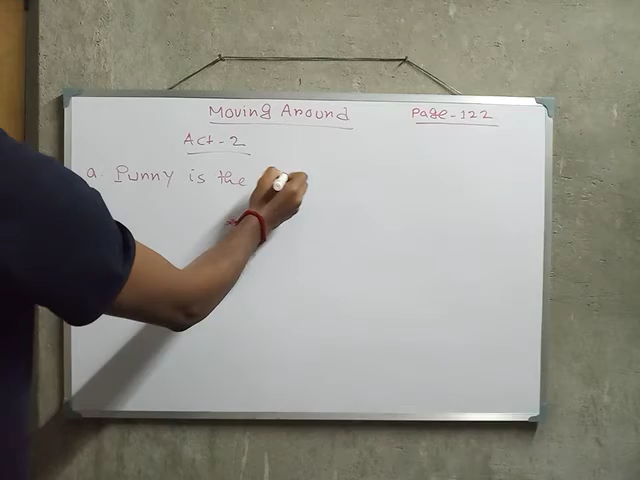 Moving Around Page-122
Act-2
a. Punny is the